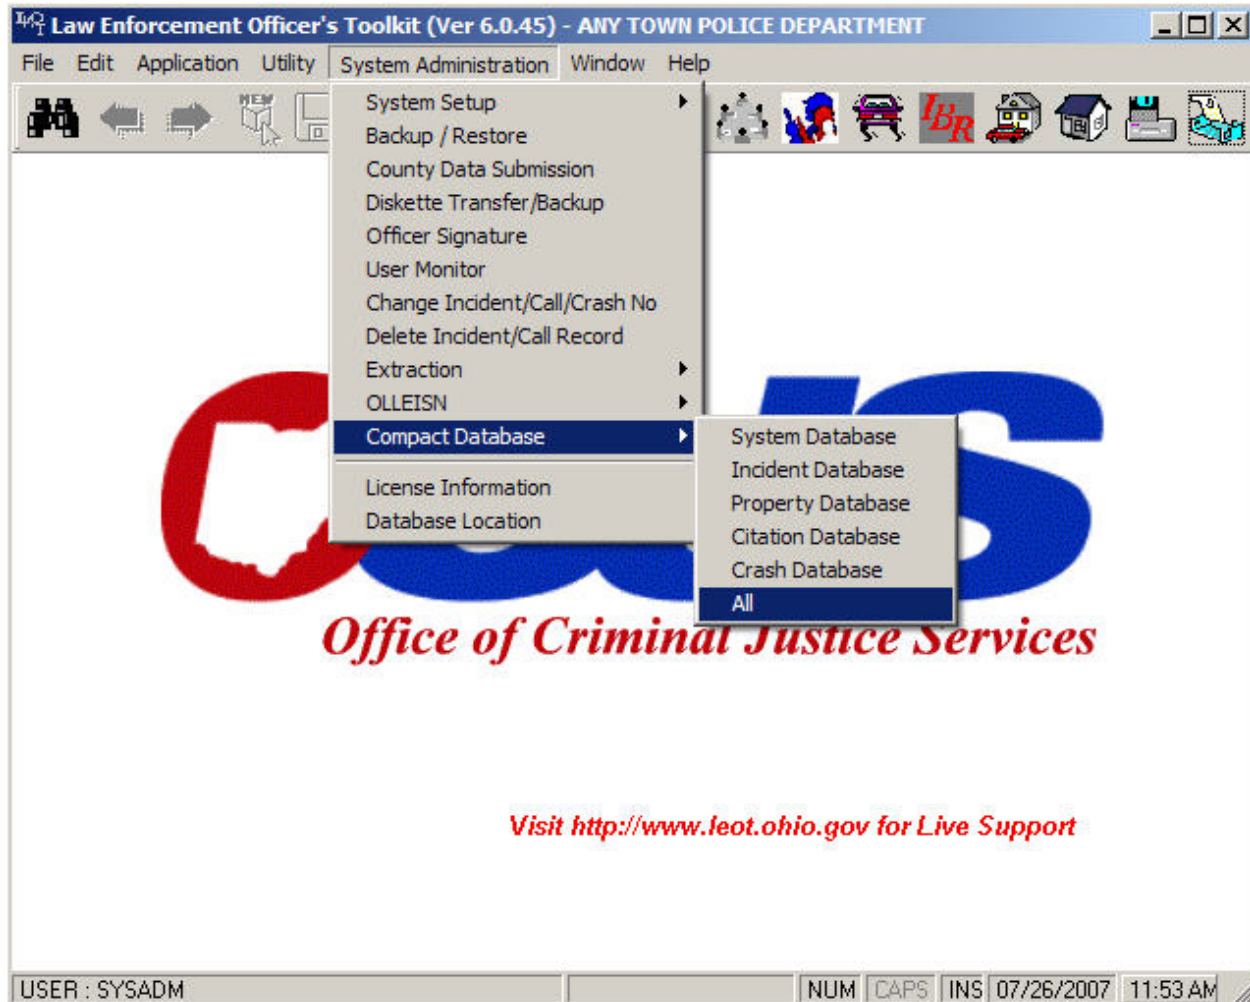 Law Enforcement Officer's Toolkit (Ver 6.0.45) - ANY TOWN POLICE DEPARTMENT
File Edit Application Utility System Administration Window Help
NEW
IBR
System Setup
Backup / Restore
County Data Submission
Diskette Transfer/Backup
Officer Signature
User Monitor
Change Incident/Call/Crash No
Delete Incident/Call Record
Extraction
OLLEISN
Compact Database
License Information
Database Location
System Database
Incident Database
Property Database
Citation Database
Crash Database
All
Office of Criminal Justice Services
Visit http://www.leot.ohio.gov for Live Support
USER : SYSADM NUM CAPS INS 07/26/2007 11:53 AM